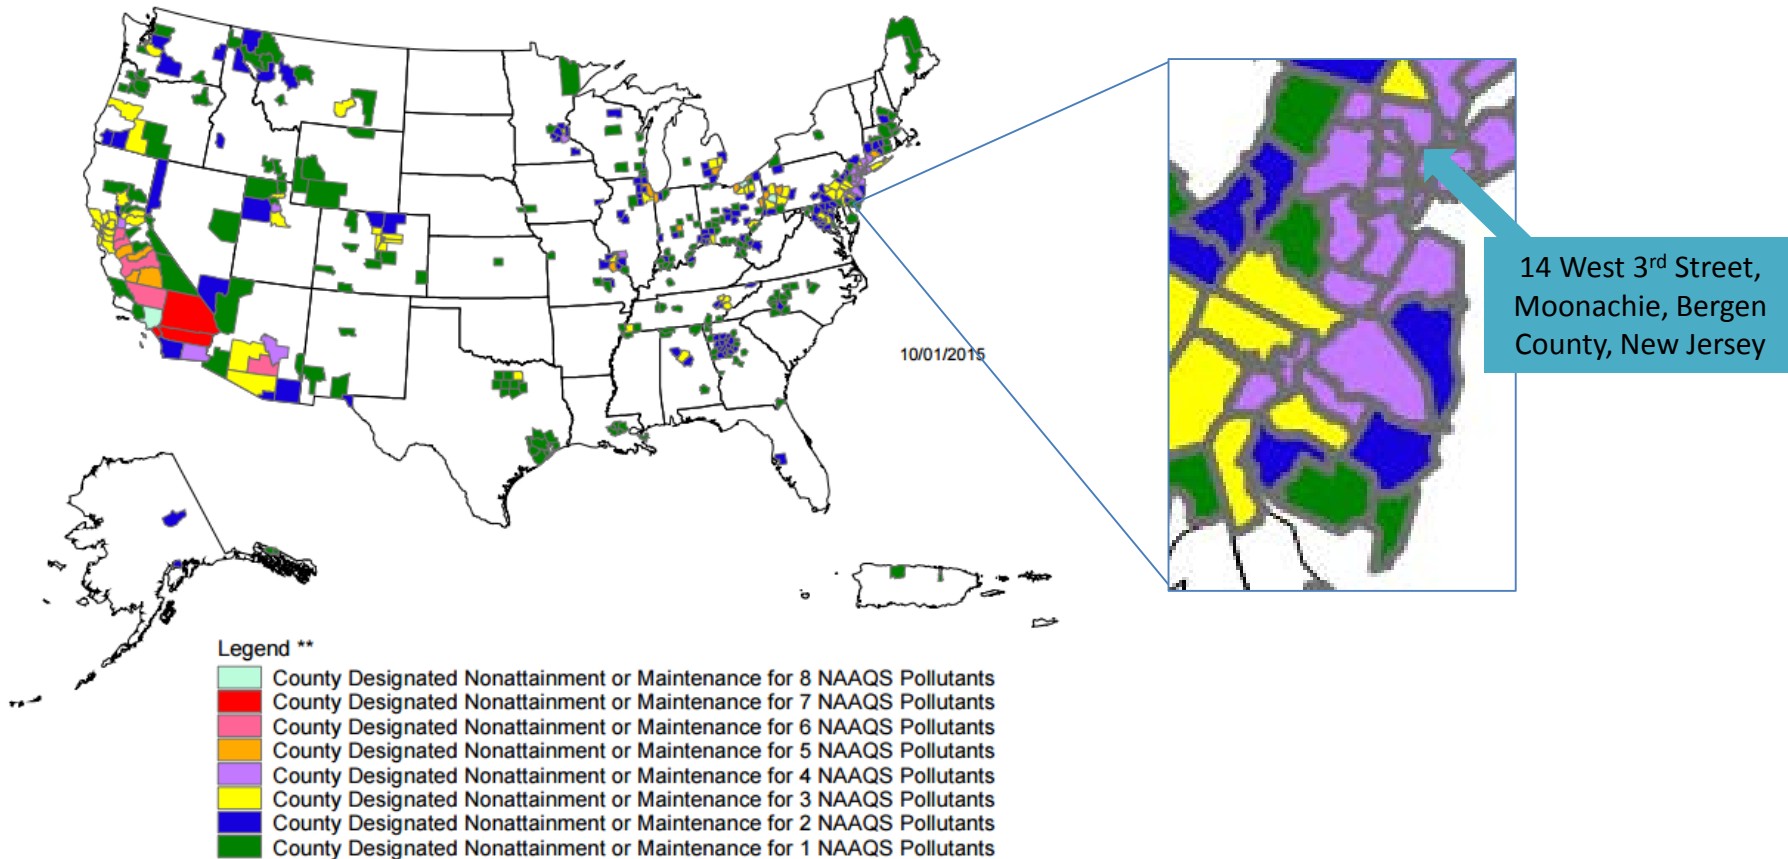 10/01/2015
14 West 3rd Street,
Moonachie, Bergen
County, New Jersey
Legend **
County Designated Nonattainment or Maintenance for 8 NAAQS Pollutants
County Designated Nonattainment or Maintenance for 7 NAAQS Pollutants
County Designated Nonattainment or Maintenance for 6 NAAQS Pollutants
County Designated Nonattainment or Maintenance for 5 NAAQS Pollutants
County Designated Nonattainment or Maintenance for 4 NAAQS Pollutants
County Designated Nonattainment or Maintenance for 3 NAAQS Pollutants
County Designated Nonattainment or Maintenance for 2 NAAQS Pollutants
County Designated Nonattainment or Maintenance for 1 NAAQS Pollutants